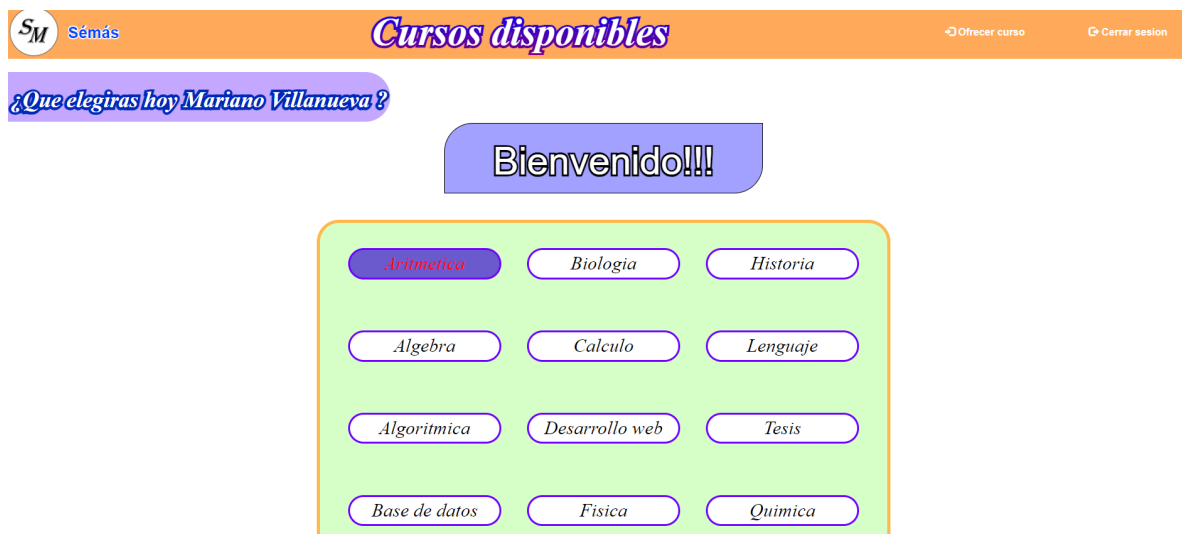 SM Sémás Cursos disponibles Ofrecer curso Cerrar sesion
¿Que elegiras hoy Mariano Villanueva ?
Bienvenido!!!
Aritmetica Biologia Historia
Algebra Calculo Lenguaje
Algoritmica Desarrollo web Tesis
Base de datos Fisica Quimica